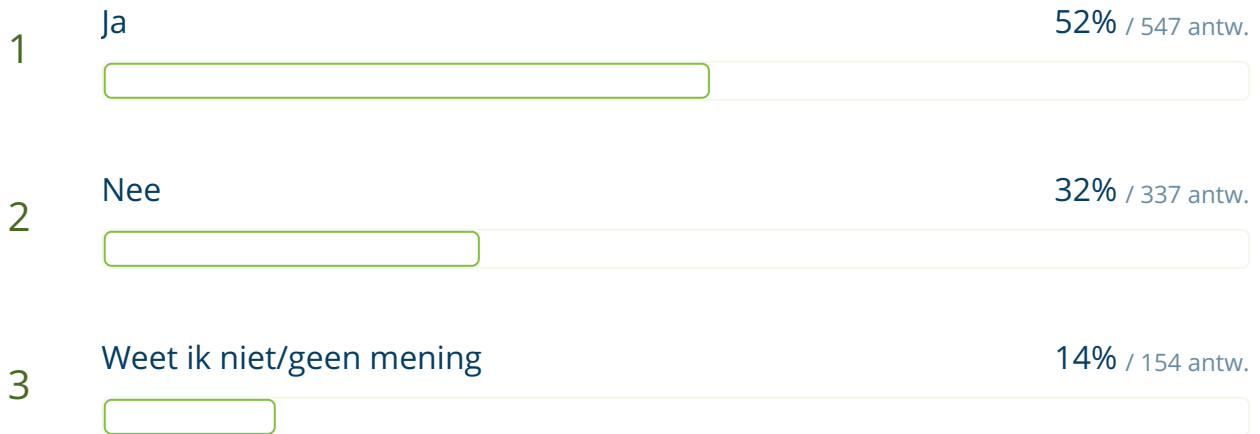 1
Ja 52% / 547 antw.
2
Nee 32% / 337 antw.
3
Weet ik niet/geen mening 14% / 154 antw.